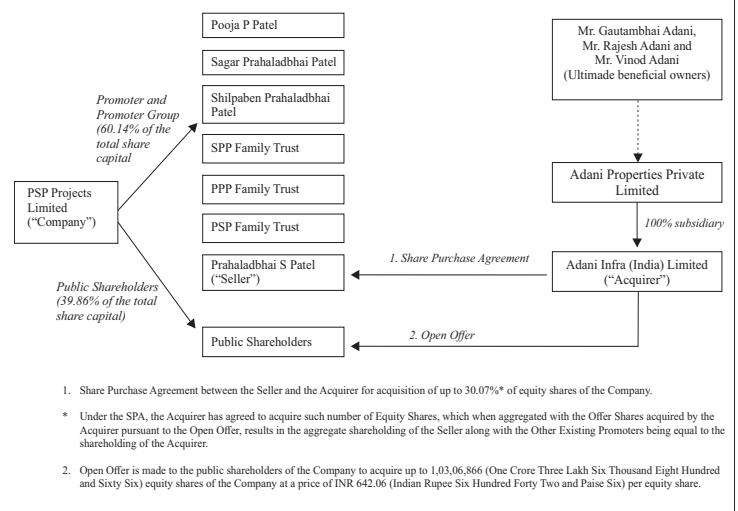 Pooja P Patel
Sagar Prahaladbhai Patel
Shilpaben Prahaladbhai
Patel
SPP Family Trust
PPP Family Trust
PSP Family Trust
Prahaladbhai S Patel
(“Seller”)
Public Shareholders
Promoter and
Promoter Group
(60.14% of the
total share
capital
PSP Projects
Limited
(“Company”)
Public Shareholders
(39.86% of the total
share capital)
Mr. Gautambhai Adani,
Mr. Rajesh Adani and
Mr. Vinod Adani
(Ultimade beneficial owners)
Adani Properties Private
Limited
100% subsidiary
Adani Infra (India) Limited
(“Acquirer”)
1. Share Purchase Agreement
2. Open Offer
1. Share Purchase Agreement between the Seller and the Acquirer for acquisition of up to 30.07%* of equity shares of the Company.
* Under the SPA, the Acquirer has agreed to acquire such number of Equity Shares, which when aggregated with the Offer Shares acquired by the
Acquirer pursuant to the Open Offer, results in the aggregate shareholding of the Seller along with the Other Existing Promoters being equal to the
shareholding of the Acquirer.
2. Open Offer is made to the public shareholders of the Company to acquire up to 1,03,06,866 (One Crore Three Lakh Six Thousand Eight Hundred
and Sixty Six) equity shares of the Company at a price of INR 642.06 (Indian Rupee Six Hundred Forty Two and Paise Six) per equity share.